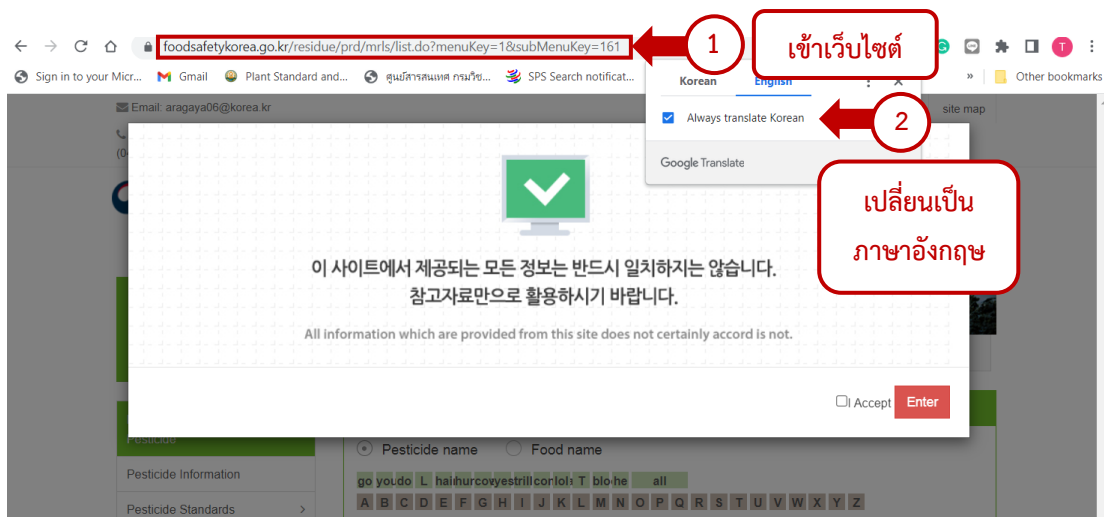 foodsafetykorea.go.kr/residue/prd/mrls/list.do?menuKey=1&subMenuKey=161
1
เข้าเว็บไซต์
T
Sign in to your Micr...
Gmail
Plant Standard and...
ศูนย์สารสนเทศ กรมวิช...
SPS Search notificat...
»
Other bookmarks
Korean
English
Email: aragaya06@korea.kr
site map
Always translate Korean
2
Google Translate
เปลี่ยนเป็น
ภาษาอังกฤษ
이 사이트에서 제공되는 모든 정보는 반드시 일치하지는 않습니다.
참고자료만으로 활용하시기 바랍니다.
All information which are provided from this site does not certainly accord is not.
I Accept
Enter
Pesticide
Pesticide name
Food name
Pesticide Information
go you do L
T
all
A B C D E F G H I J K L M N O P Q R S T U V W X Y Z
Pesticide Standards